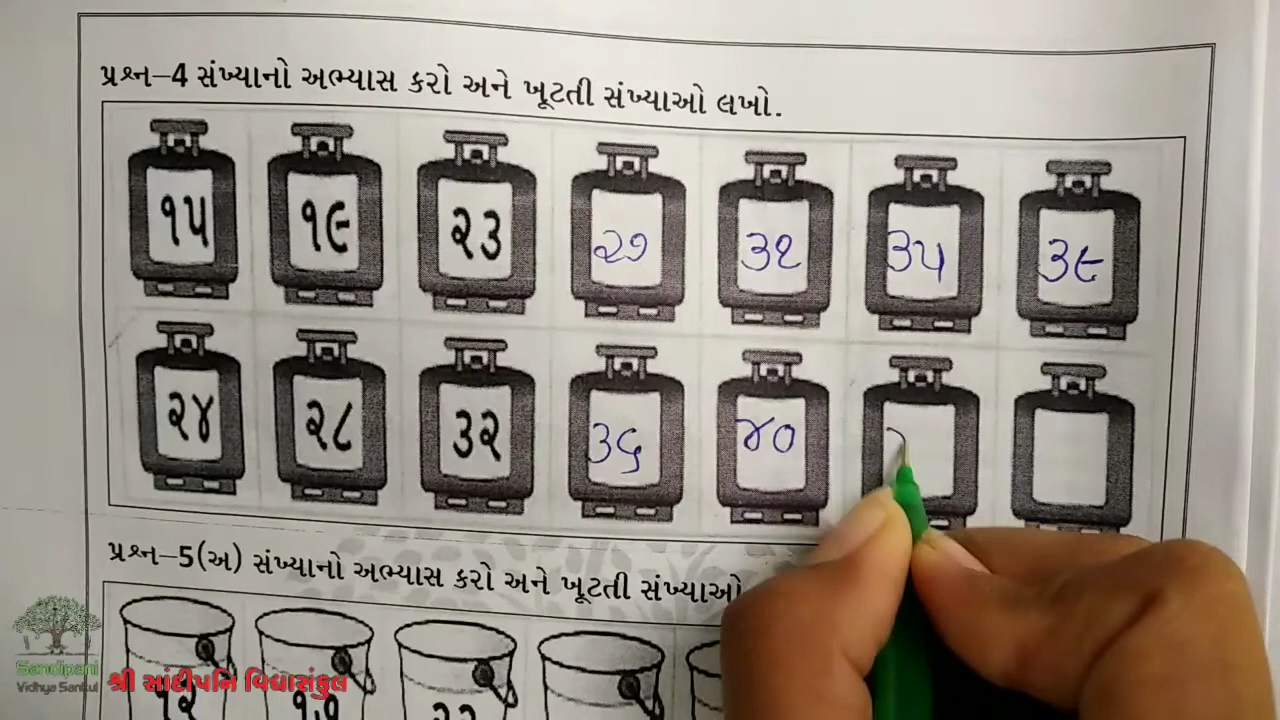 પ્રશ્ન–4 સંખ્યાનો અભ્યાસ કરો અને ખૂટતી સંખ્યાઓ લખો.
૧૫ ૧૯ ૨૩ ૨૭ ૩૧ ૩૫ ૩૯
૨૪ ૨૮ ૩૨ ૩૬ ૪૦
પ્રશ્ન–5(અ) સંખ્યાનો અભ્યાસ કરો અને ખૂટતી સંખ્યાઓ
Sandipani
Vidhya Sankul
શ્રી સાંદીપનિ વિદ્યાસંકુલ